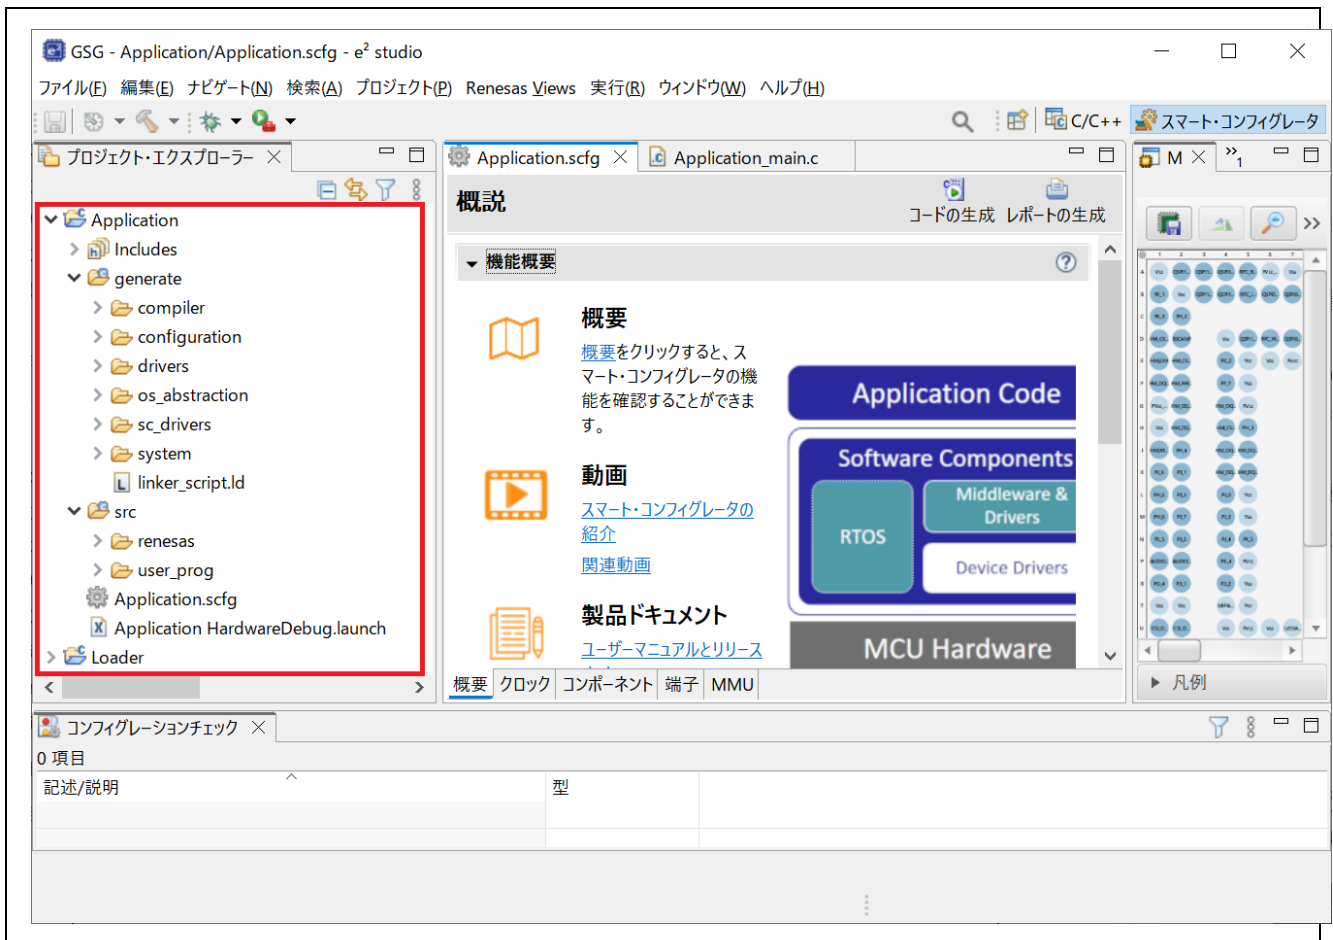 GSG - Application/Application.scfg - e² studio
ファイル(F) 編集(E) ナビゲート(N) 検索(A) プロジェクト(P) Renesas Views 実行(R) ウィンドウ(W) ヘルプ(H)
C/C++ スマート・コンフィグレータ
プロジェクト・エクスプローラー
Application
Includes
generate
compiler
configuration
drivers
os_abstraction
sc_drivers
system
linker_script.ld
src
renesas
user_prog
Application.scfg
Application HardwareDebug.launch
Loader
Application.scfg Application_main.c
概説
コードの生成 レポートの生成
機能概要
概要
概要をクリックすると、ス
マート・コンフィグレータの機
能を確認することができま
す。
動画
スマート・コンフィグレータの
紹介
関連動画
製品ドキュメント
ユーザーマニュアルとリリース
Application Code
Software Components
RTOS
Middleware &
Drivers
Device Drivers
MCU Hardware
概要 クロック コンポーネント 端子 MMU
M
»1
凡例
コンフィグレーションチェック
0 項目
記述/説明 型